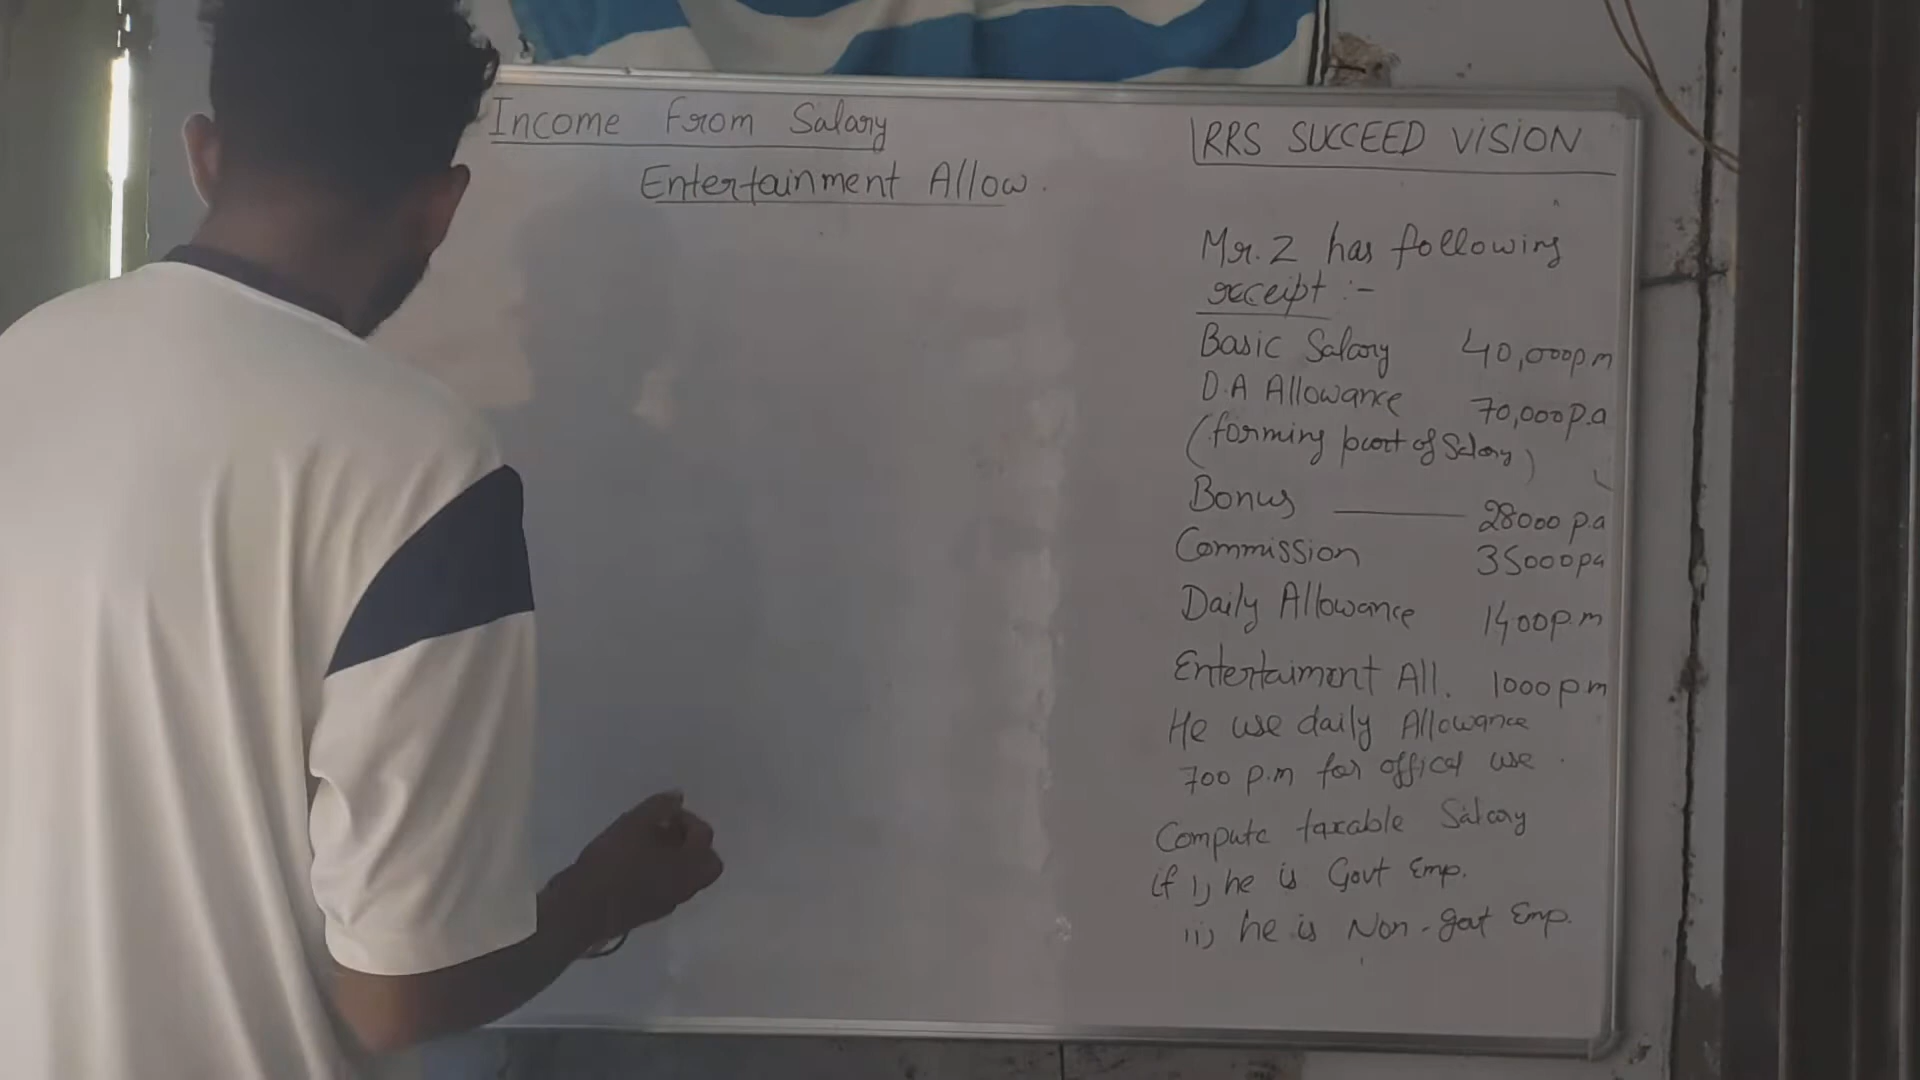 Income From Salary
Entertainment Allow.
RRS SUCCEED VISION
Mr. Z has following
receipt :-
Basic Salary 40,000p.m
D.A Allowance 70,000p.a
(forming part of Salary)
Bonus 28000 p.a
Commission 35000pa
Daily Allowance 1400p.m
Entertaiment All. 1000pm
He use daily Allowance
700 p.m for offical use.
Compute taxable Salary
if i) he is Govt Emp.
ii) he is Non-govt Emp.